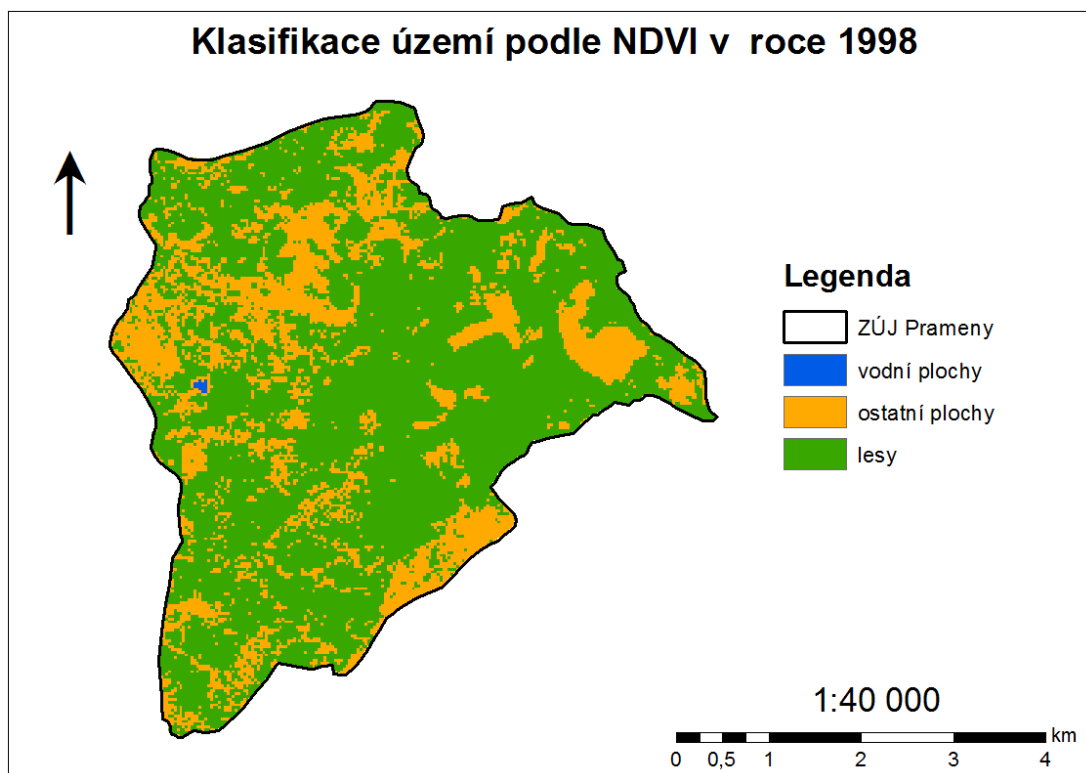 Klasifikace území podle NDVI v  roce 1998
Legenda
ZÚJ Prameny
vodní plochy
ostatní plochy
lesy
1:40 000
km
0 0,5 1 2 3 4